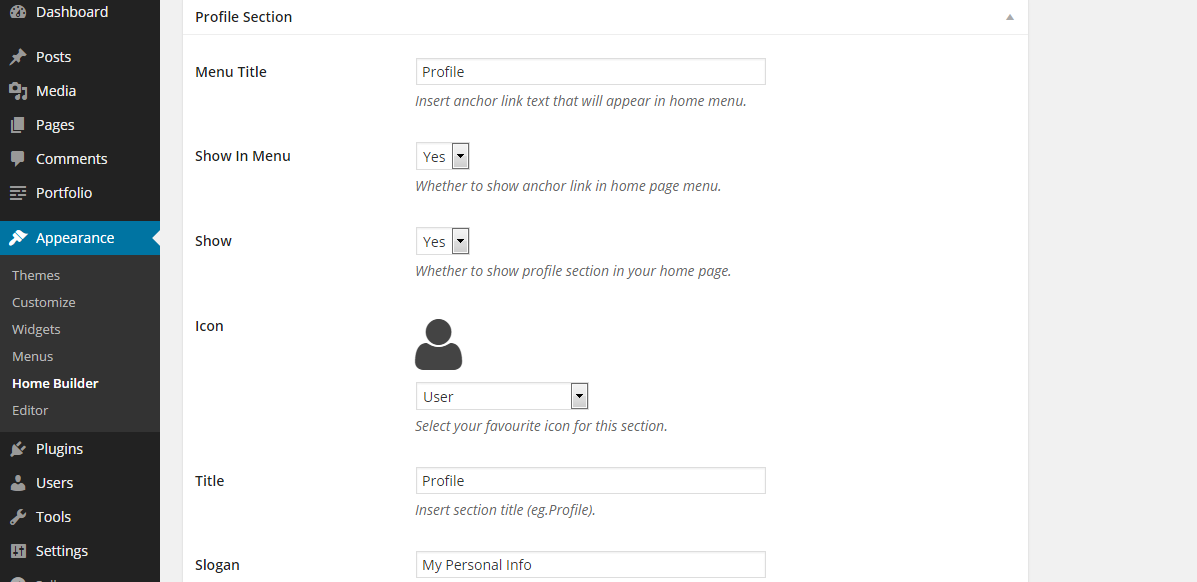 Dashboard
Posts
Media
Pages
Comments
Portfolio
Appearance
Themes
Customize
Widgets
Menus
Home Builder
Editor
Plugins
Users
Tools
Settings
Profile Section
Menu Title
Profile
Insert anchor link text that will appear in home menu.
Show In Menu
Yes
Whether to show anchor link in home page menu.
Show
Yes
Whether to show profile section in your home page.
Icon
User
Select your favourite icon for this section.
Title
Profile
Insert section title (eg.Profile).
Slogan
My Personal Info